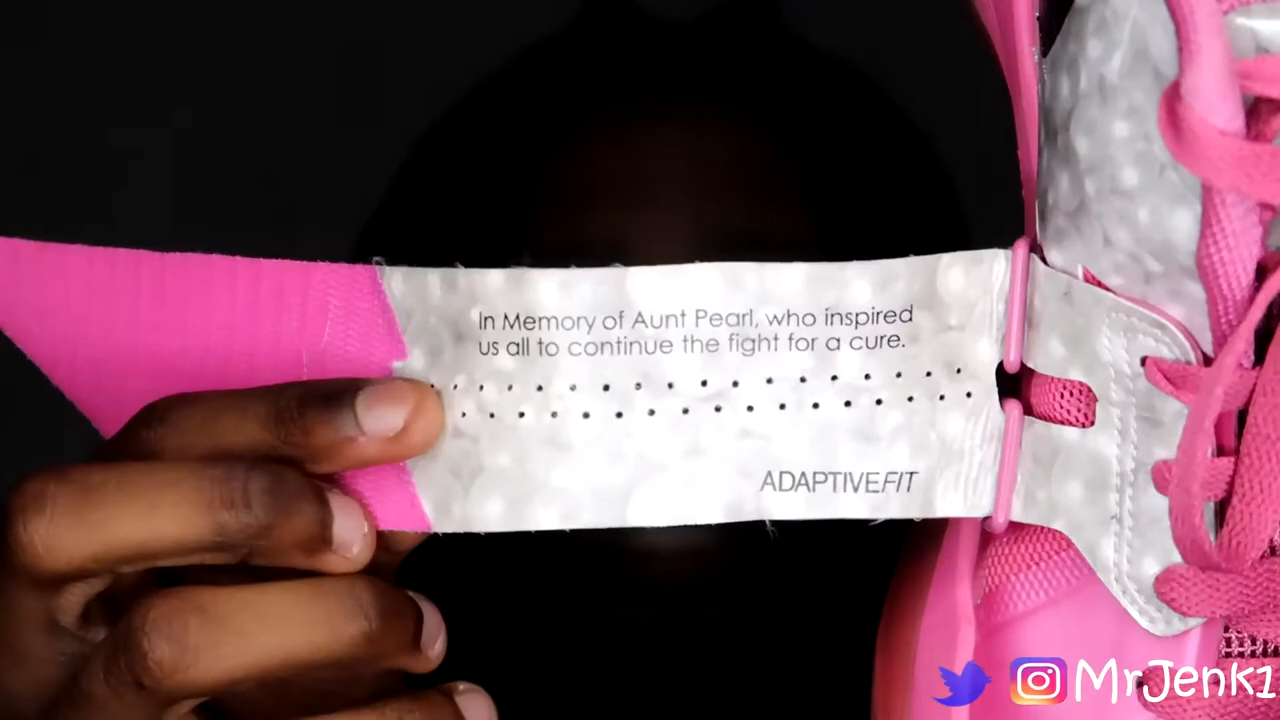 In Memory of Aunt Pearl, who inspired
us all to continue the fight for a cure.
ADAPTIVEFIT
MrJenk1